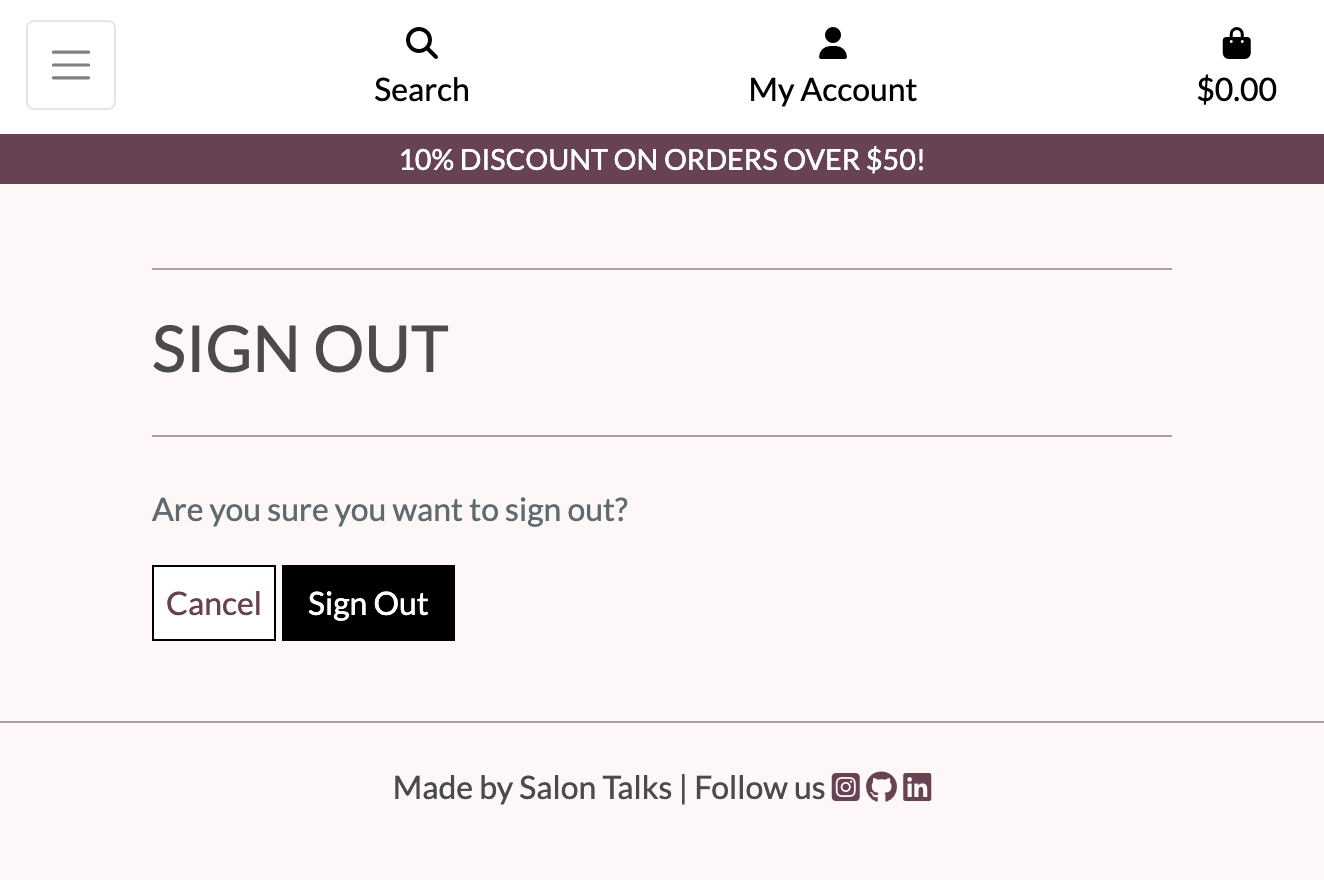 Search
My Account
$0.00
10% DISCOUNT ON ORDERS OVER $50!
SIGN OUT
Are you sure you want to sign out?
Cancel Sign Out
Made by Salon Talks | Follow us